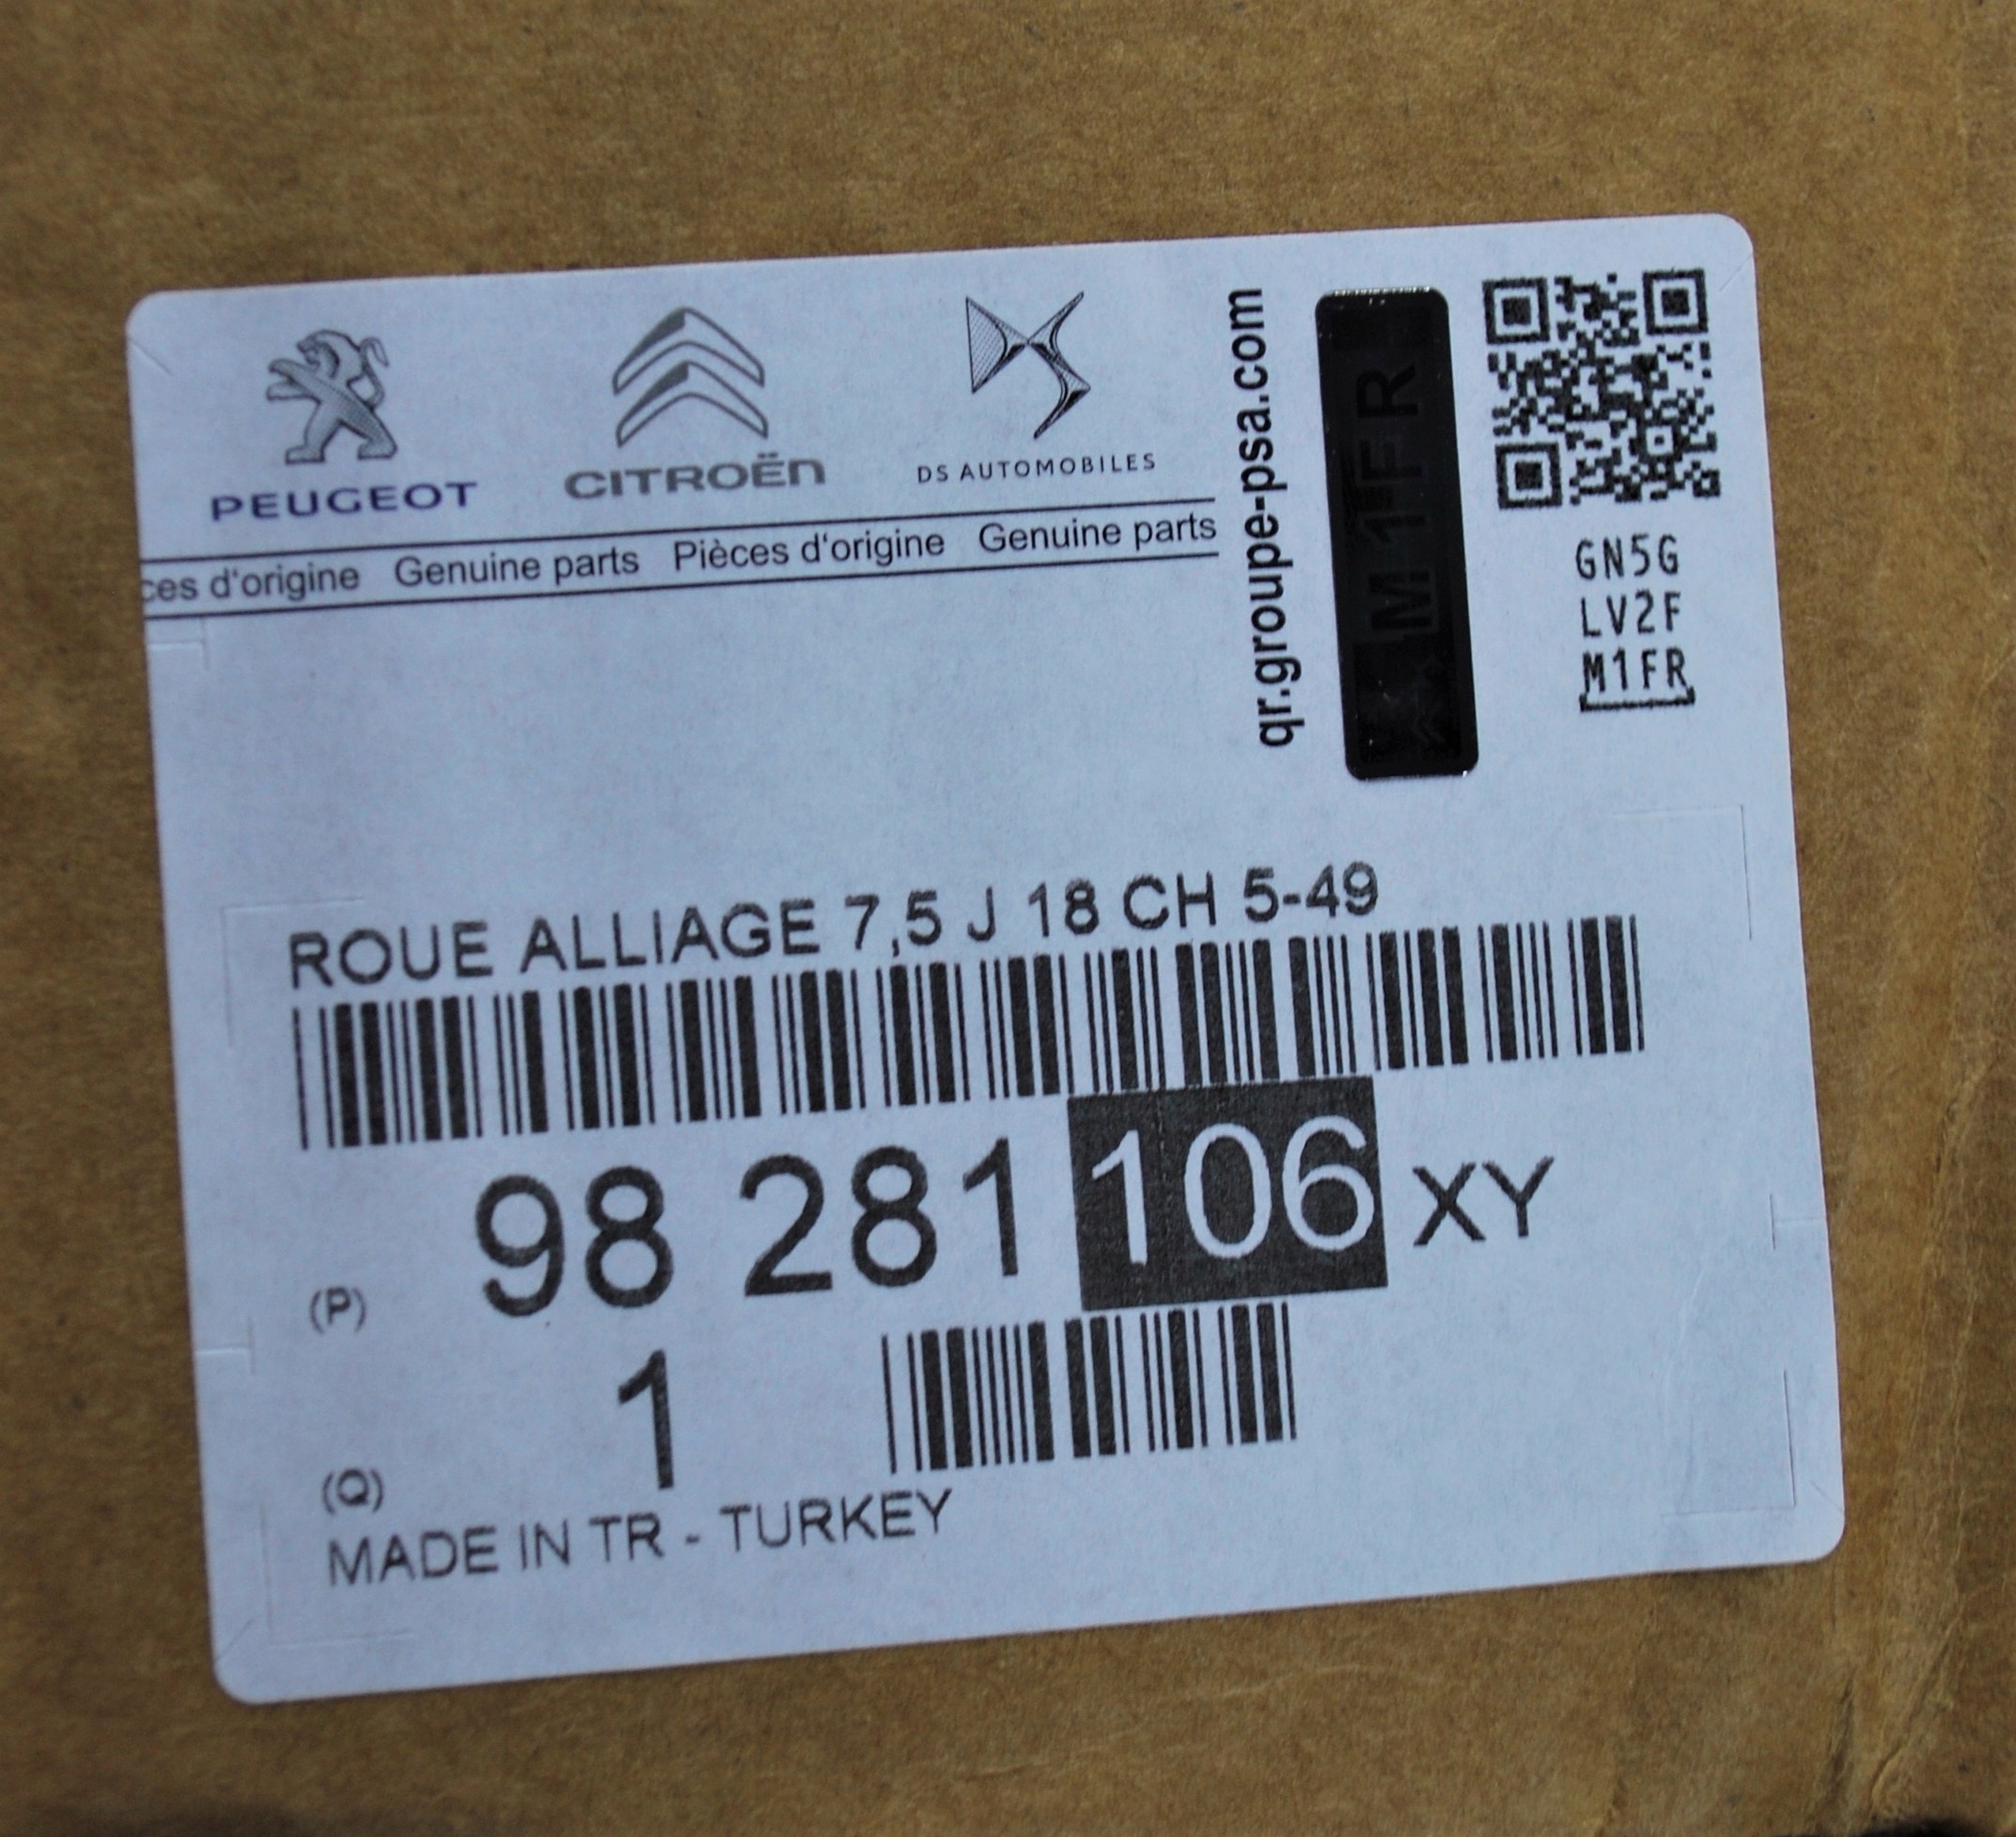 PEUGEOT
CITROËN
DS AUTOMOBILES
ces d'origine Genuine parts Pièces d'origine Genuine parts
qr.groupe-psa.com
M1FR
GN5G
LV2F
M1FR
ROUE ALLIAGE 7,5 J 18 CH 5-49
(P) 98 281 106 XY
(Q) 1
MADE IN TR - TURKEY